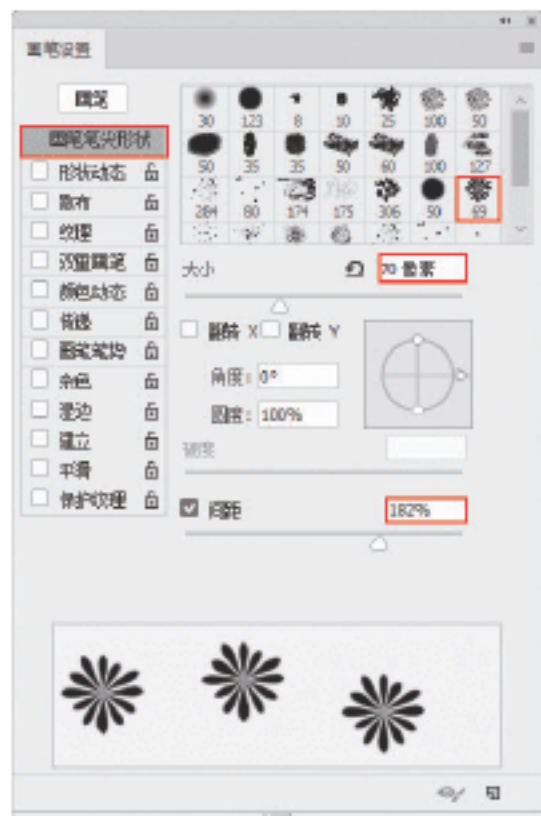 画笔设置
画笔
画笔笔尖形状
形状动态
散布
纹理
双重画笔
颜色动态
传递
画笔笔势
杂色
湿边
建立
平滑
保护纹理
30 123 8 10 25 100 50
50 35 35 50 60 100 127
284 80 174 175 306 50 69
大小 70 像素
翻转 X 翻转 Y
角度: 0°
圆度: 100%
硬度
间距 182%